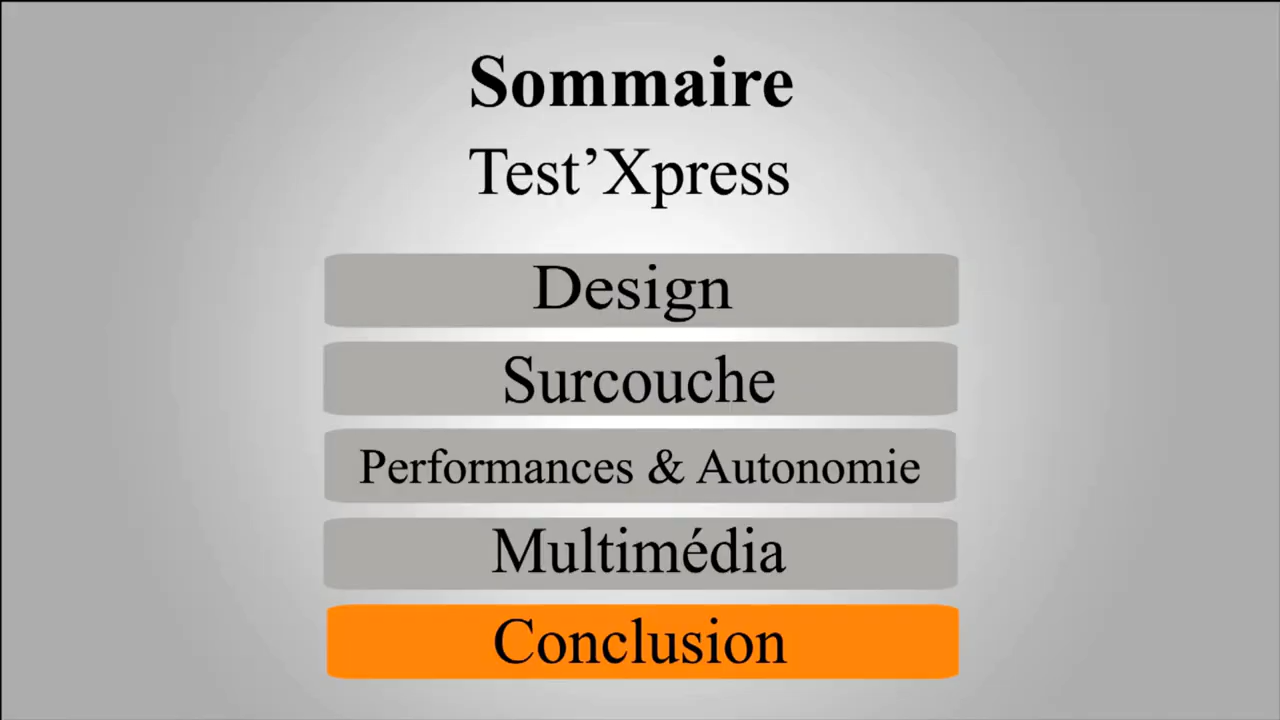 Sommaire
Test’Xpress
Design
Surcouche
Performances & Autonomie
Multimédia
Conclusion